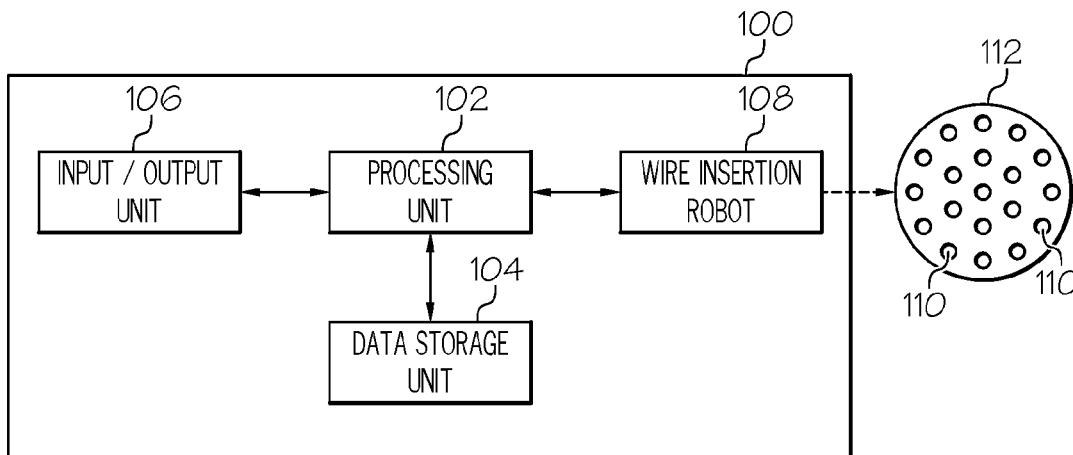 100
106
102
108
112
INPUT / OUTPUT
UNIT
PROCESSING
UNIT
WIRE INSERTION
ROBOT
104
110
110
DATA STORAGE
UNIT